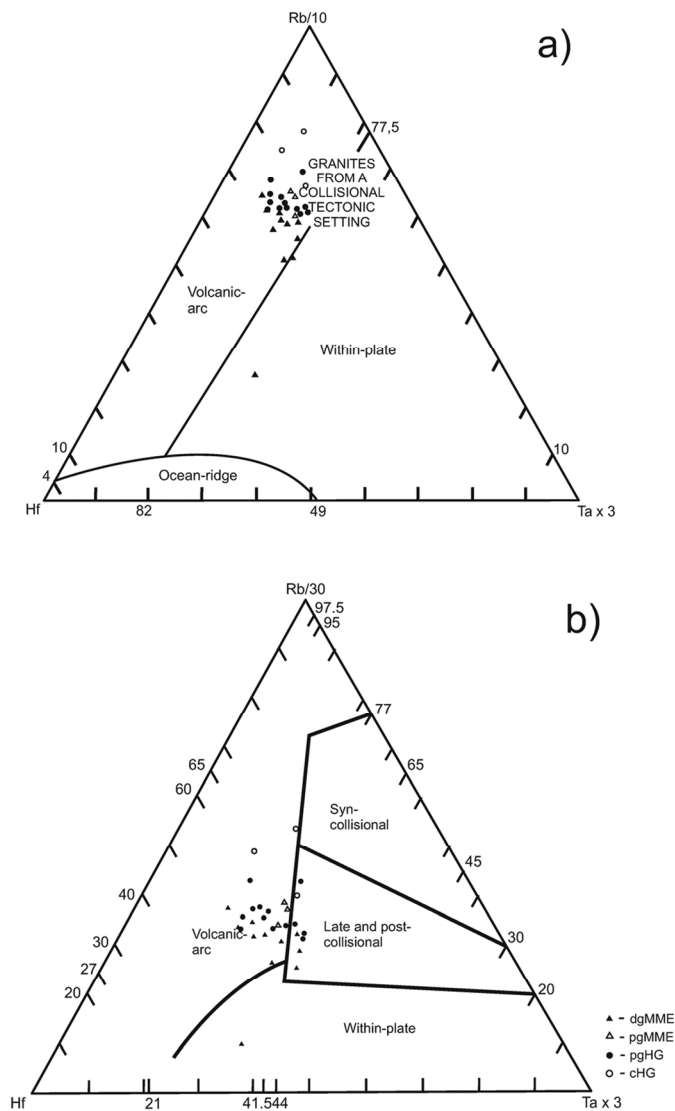 Rb/10
a)
77,5
GRANITES
FROM A
COLLISIONAL
TECTONIC
SETTING
Volcanic-
arc
Within-plate
10
10
4
Ocean-ridge
Hf
82
49
Ta x 3
Rb/30
b)
97.5
95
77
65
65
60
Syn-
collisional
45
40
Volcanic-
arc
Late and post-
collisional
30
30
27
20
20
Within-plate
dgMME
pgMME
pgHG
cHG
Hf
21
41.544
Ta x 3